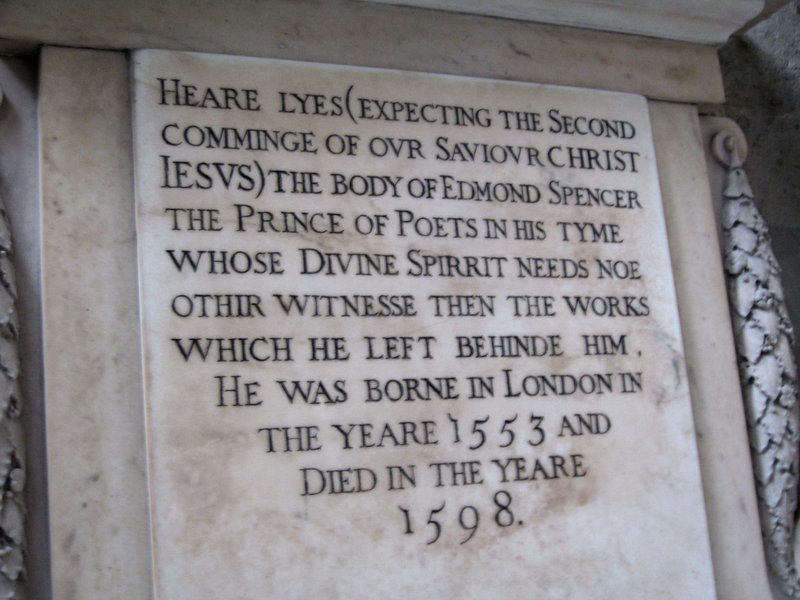 HEARE LYES (EXPECTING THE SECOND
COMMINGE OF OVR SAVIOVR CHRIST
IESVS) THE BODY OF EDMOND SPENCER
THE PRINCE OF POETS IN HIS TYME
WHOSE DIVINE SPIRRIT NEEDS NOE
OTHIR WITNESSE THEN THE WORKS
WHICH HE LEFT BEHINDE HIM.
HE WAS BORNE IN LONDON IN
THE YEARE 1553 AND
DIED IN THE YEARE
1598.